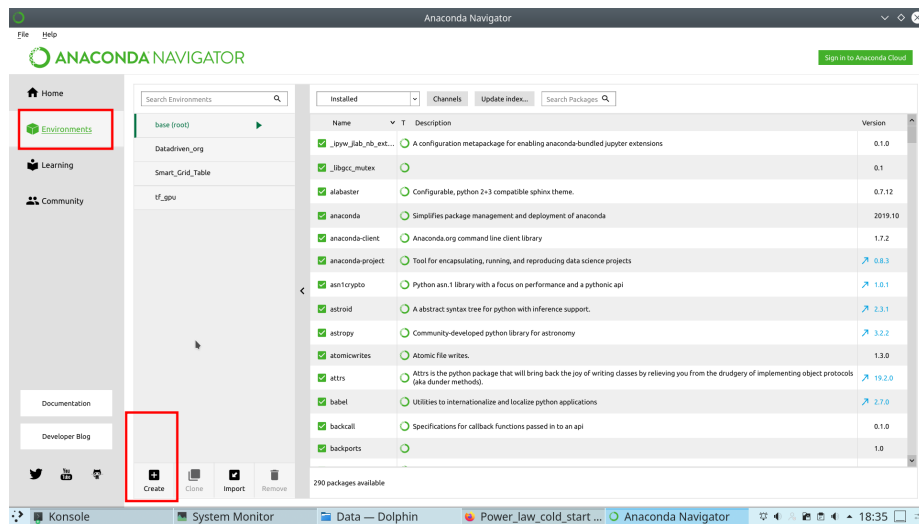 Anaconda Navigator
File Help
ANACONDA NAVIGATOR
Sign in to Anaconda Cloud
Home
Environments
Learning
Community
Documentation
Developer Blog
You
Tube
Search Environments
base (root)
Datadriven_org
Smart_Grid_Table
tf_gpu
Create Clone Import Remove
Installed Channels Update index... Search Packages
Name T Description Version
_ipyw_jlab_nb_ext... A configuration metapackage for enabling anaconda-bundled jupyter extensions 0.1.0
_libgcc_mutex 0.1
alabaster Configurable, python 2+3 compatible sphinx theme. 0.7.12
anaconda Simplifies package management and deployment of anaconda 2019.10
anaconda-client Anaconda.org command line client library 1.7.2
anaconda-project Tool for encapsulating, running, and reproducing data science projects 0.8.3
asn1crypto Python asn.1 library with a focus on performance and a pythonic api 1.0.1
astroid A abstract syntax tree for python with inference support. 2.3.1
astropy Community-developed python library for astronomy 3.2.2
atomicwrites Atomic file writes. 1.3.0
attrs Attrs is the python package that will bring back the joy of writing classes by relieving you from the drudgery of implementing object protocols 19.2.0
(aka dunder methods).
babel Utilities to internationalize and localize python applications 2.7.0
backcall Specifications for callback functions passed in to an api 0.1.0
backports 1.0
290 packages available
Konsole System Monitor Data — Dolphin Power_law_cold_start ... Anaconda Navigator 18:35